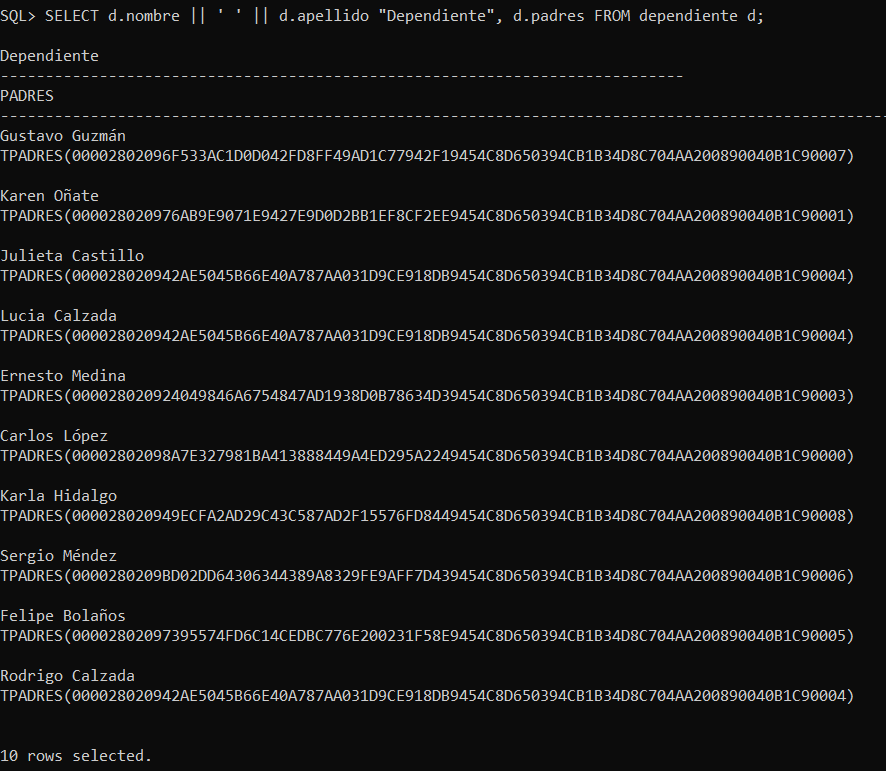 SQL> SELECT d.nombre || ' ' || d.apellido "Dependiente", d.padres FROM dependiente d;
Dependiente
----------------------------------------------------------------------------
PADRES
--------------------------------------------------------------------------------------------------
Gustavo Guzmán
TPADRES(00002802096F533AC1D0D042FD8FF49AD1C77942F19454C8D650394CB1B34D8C704AA200890040B1C90007)
Karen Oñate
TPADRES(000028020976AB9E9071E9427E9D0D2BB1EF8CF2EE9454C8D650394CB1B34D8C704AA200890040B1C90001)
Julieta Castillo
TPADRES(000028020942AE5045B66E40A787AA031D9CE918DB9454C8D650394CB1B34D8C704AA200890040B1C90004)
Lucia Calzada
TPADRES(000028020942AE5045B66E40A787AA031D9CE918DB9454C8D650394CB1B34D8C704AA200890040B1C90004)
Ernesto Medina
TPADRES(000028020924049846A6754847AD1938D0B78634D39454C8D650394CB1B34D8C704AA200890040B1C90003)
Carlos López
TPADRES(00002802098A7E327981BA413888449A4ED295A2249454C8D650394CB1B34D8C704AA200890040B1C90000)
Karla Hidalgo
TPADRES(000028020949ECFA2AD29C43C587AD2F15576FD8449454C8D650394CB1B34D8C704AA200890040B1C90008)
Sergio Méndez
TPADRES(0000280209BD02DD64306344389A8329FE9AFF7D439454C8D650394CB1B34D8C704AA200890040B1C90006)
Felipe Bolaños
TPADRES(00002802097395574FD6C14CEDBC776E200231F58E9454C8D650394CB1B34D8C704AA200890040B1C90005)
Rodrigo Calzada
TPADRES(000028020942AE5045B66E40A787AA031D9CE918DB9454C8D650394CB1B34D8C704AA200890040B1C90004)
10 rows selected.